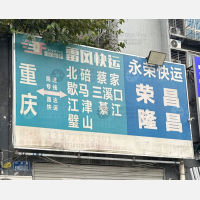 雷风快运
重庆
北碚 蔡家
歇马 三溪口
江津 綦江
璧山
永荣快运
荣昌
隆昌